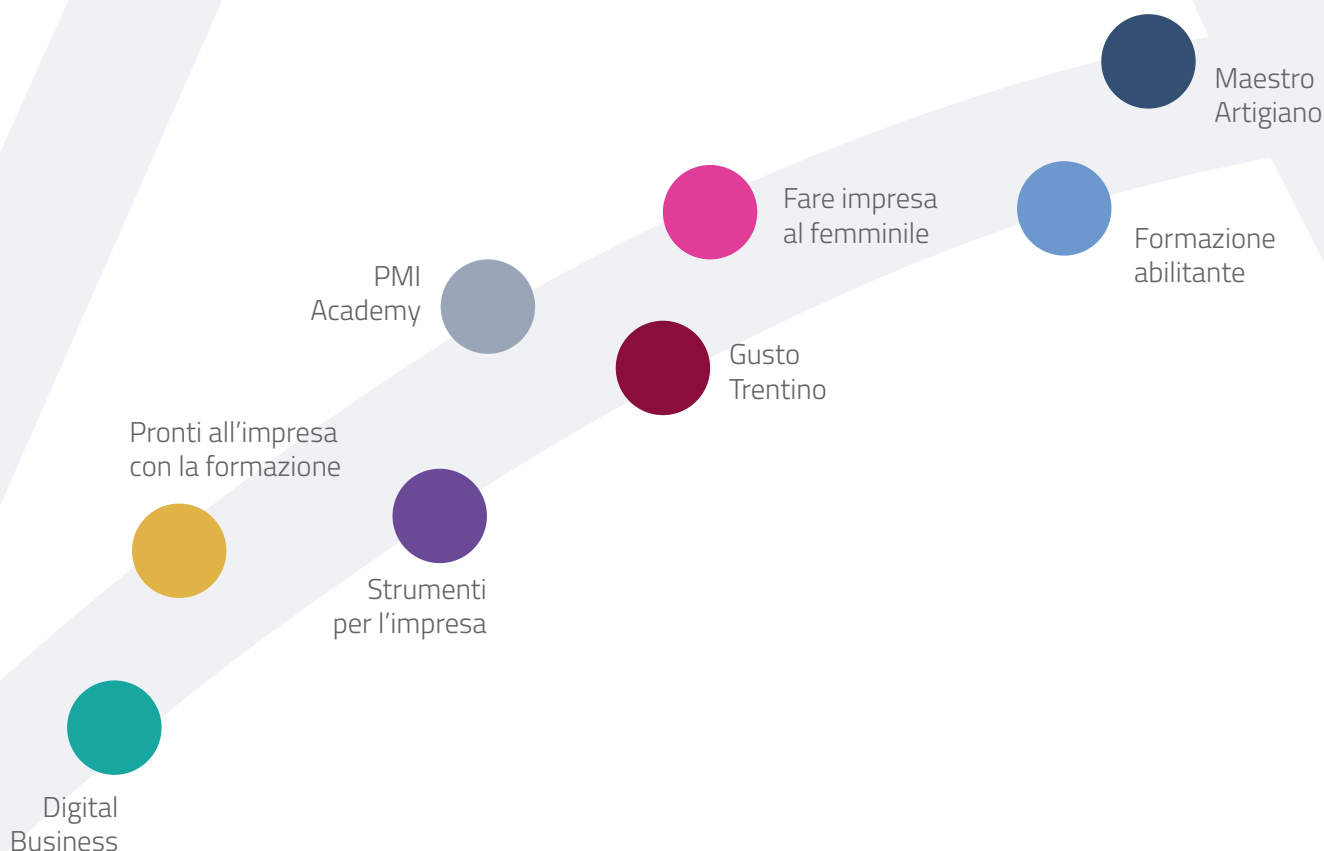 Maestro
Artigiano
Fare impresa
al femminile
Formazione
abilitante
PMI
Academy
Gusto
Trentino
Pronti all’impresa
con la formazione
Strumenti
per l’impresa
Digital
Business